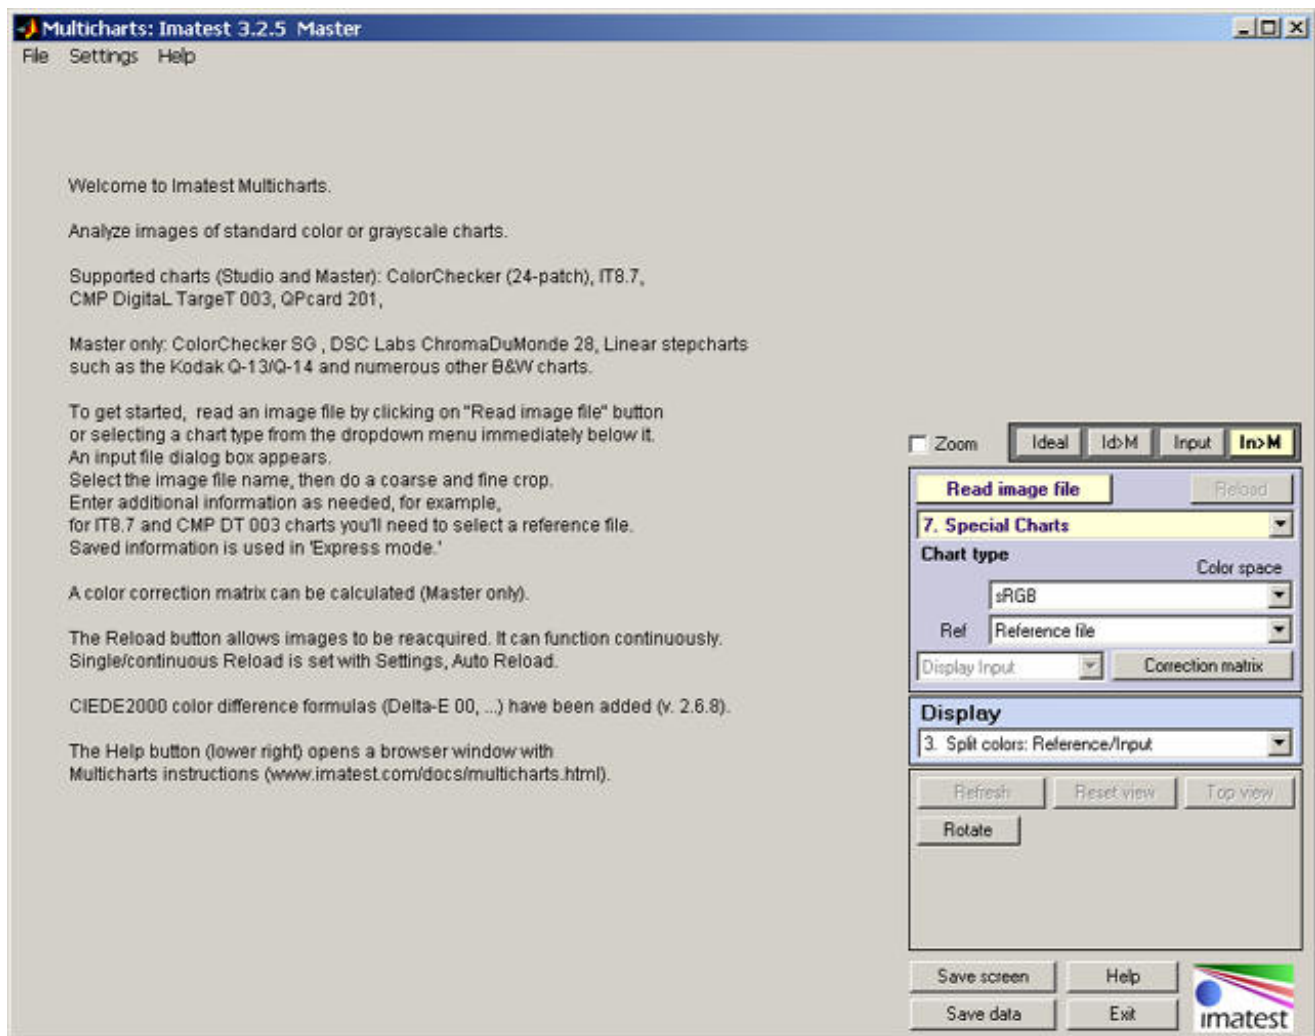 Multicharts: Imatest 3.2.5 Master
File Settings Help
Welcome to Imatest Multicharts.
Analyze images of standard color or grayscale charts.
Supported charts (Studio and Master): ColorChecker (24-patch), IT8.7,
CMP DigitaL TargeT 003, QPcard 201,
Master only: ColorChecker SG , DSC Labs ChromaDuMonde 28, Linear stepcharts
such as the Kodak Q-13/Q-14 and numerous other B&W charts.
To get started, read an image file by clicking on "Read image file" button
or selecting a chart type from the dropdown menu immediately below it.
An input file dialog box appears.
Select the image file name, then do a coarse and fine crop.
Enter additional information as needed, for example,
for IT8.7 and CMP DT 003 charts you'll need to select a reference file.
Saved information is used in 'Express mode.'
A color correction matrix can be calculated (Master only).
The Reload button allows images to be reacquired. It can function continuously.
Single/continuous Reload is set with Settings, Auto Reload.
CIEDE2000 color difference formulas (Delta-E 00, ...) have been added (v. 2.6.8).
The Help button (lower right) opens a browser window with
Multicharts instructions (www.imatest.com/docs/multicharts.html).
Zoom Ideal Id>M Input In>M
Read image file Reload
7. Special Charts
Chart type
Color space
sRGB
Ref Reference file
Display Input Correction matrix
Display
3. Split colors: Reference/Input
Refresh Reset view Top view
Rotate
Save screen Help
Save data Exit
imatest